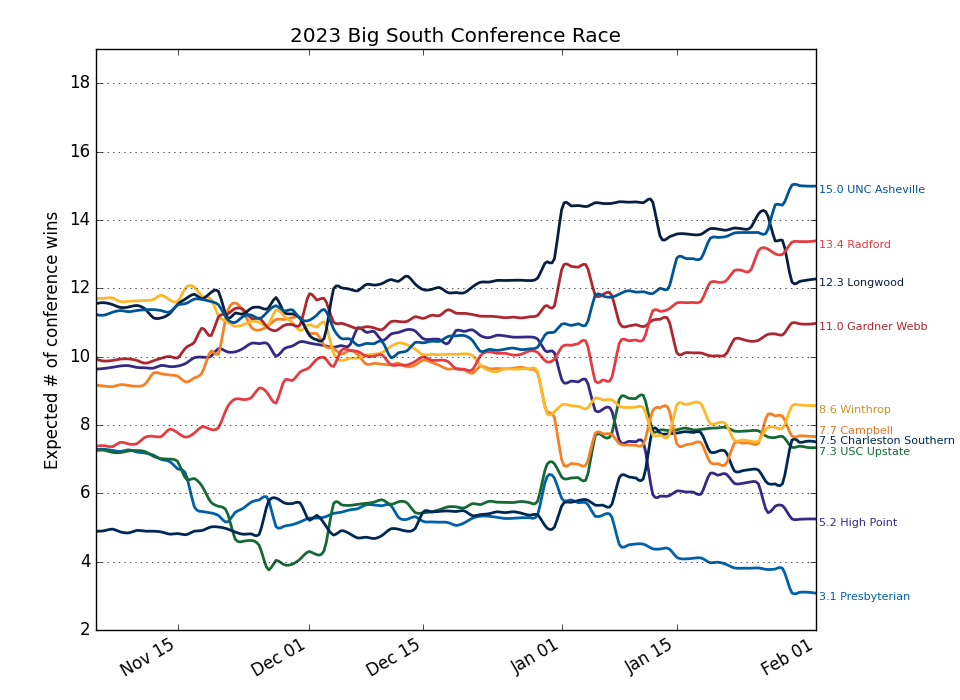 2023 Big South Conference Race
Expected # of conference wins
18
16
14
12
10
8
6
4
2
15.0 UNC Asheville
13.4 Radford
12.3 Longwood
11.0 Gardner Webb
8.6 Winthrop
7.7 Campbell
7.5 Charleston Southern
7.3 USC Upstate
5.2 High Point
3.1 Presbyterian
Nov 15
Dec 01
Dec 15
Jan 01
Jan 15
Feb 01